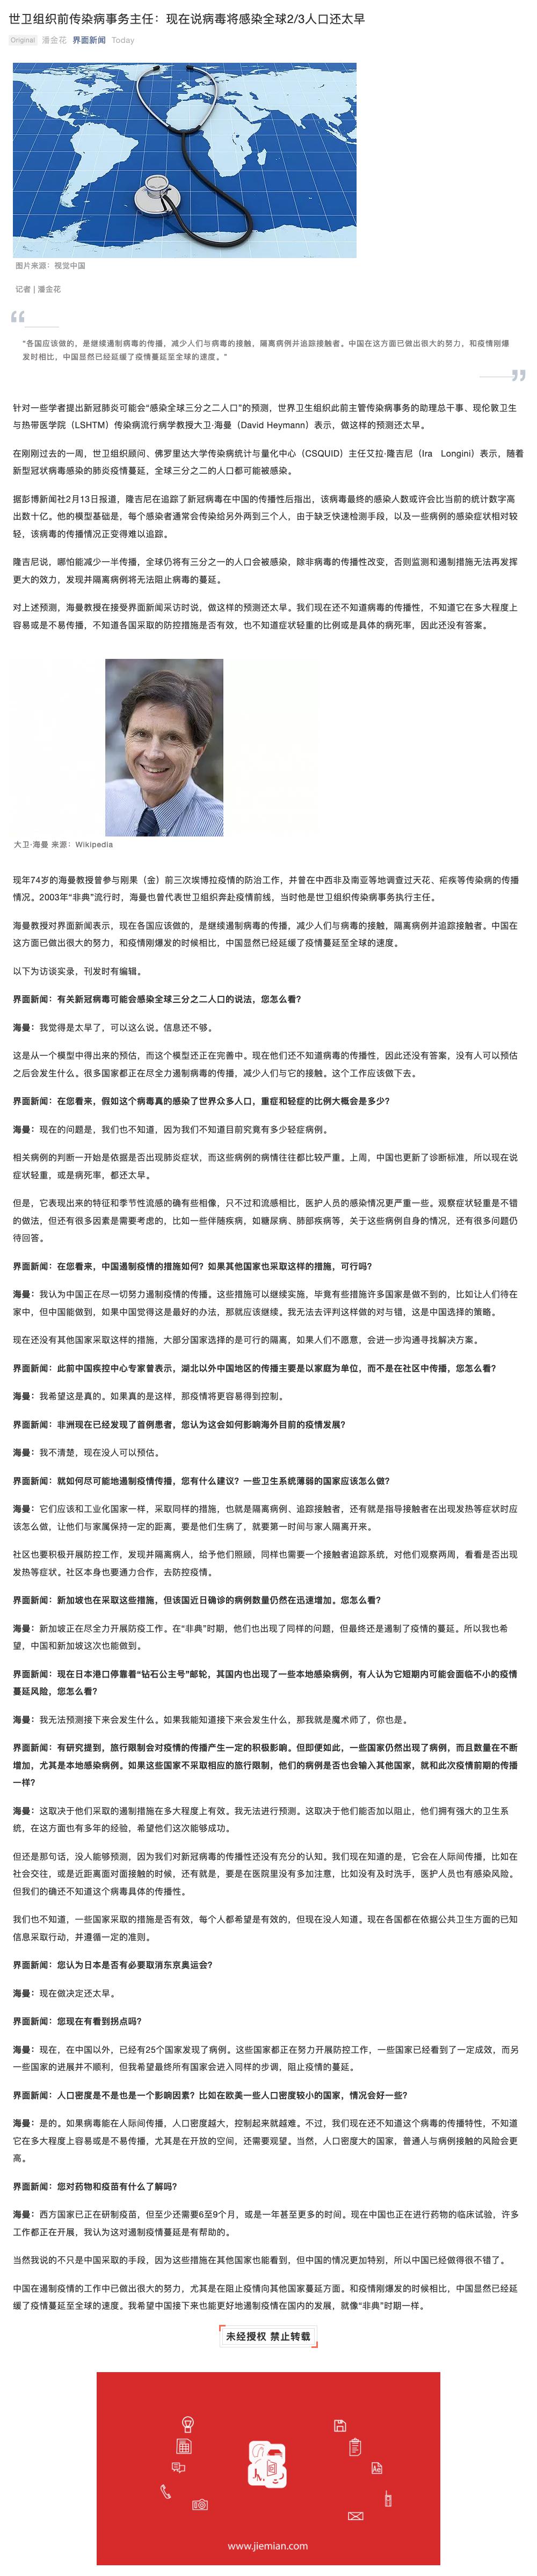 世卫组织前传染病事务主任：现在说病毒将感染全球2/3人口还太早
Original 潘金花 界面新闻 Today
图片来源：视觉中国
记者 | 潘金花
“各国应该做的，是继续遏制病毒的传播，减少人们与病毒的接触，隔离病例并追踪接触者。中国在这方面已做出很大的努力，和疫情刚爆
发时相比，中国显然已经延缓了疫情蔓延至全球的速度。”
针对一些学者提出新冠肺炎可能会“感染全球三分之二人口”的预测，世界卫生组织此前主管传染病事务的助理总干事、现伦敦卫生
与热带医学院（LSHTM）传染病流行病学教授大卫·海曼（David Heymann）表示，做这样的预测还太早。
在刚刚过去的一周，世卫组织顾问、佛罗里达大学传染病统计与量化中心（CSQUID）主任艾拉·隆吉尼（Ira Longini）表示，随着
新型冠状病毒感染的肺炎疫情蔓延，全球三分之二的人口都可能被感染。
据彭博新闻社2月13日报道，隆吉尼在追踪了新冠病毒在中国的传播性后指出，该病毒最终的感染人数或许会比当前的统计数字高
出数十亿。他的模型基础是，每个感染者通常会传染给另外两到三个人，由于缺乏快速检测手段，以及一些病例的感染症状相对较
轻，该病毒的传播情况正变得难以追踪。
隆吉尼说，哪怕能减少一半传播，全球仍将有三分之一的人口会被感染，除非病毒的传播性改变，否则监测和遏制措施无法再发挥
更大的效力，发现并隔离病例将无法阻止病毒的蔓延。
对上述预测，海曼教授在接受界面新闻采访时说，做这样的预测还太早。我们现在还不知道病毒的传播性，不知道它在多大程度上
容易或是不易传播，不知道各国采取的防控措施是否有效，也不知道症状轻重的比例或是具体的病死率，因此还没有答案。
大卫·海曼 来源：Wikipedia
现年74岁的海曼教授曾参与刚果（金）前三次埃博拉疫情的防治工作，并曾在中西非及南亚等地调查过天花、疟疾等传染病的传播
情况。2003年“非典”流行时，海曼也曾代表世卫组织奔赴疫情前线，当时他是世卫组织传染病事务执行主任。
海曼教授对界面新闻表示，现在各国应该做的，是继续遏制病毒的传播，减少人们与病毒的接触，隔离病例并追踪接触者。中国在
这方面已做出很大的努力，和疫情刚爆发的时候相比，中国显然已经延缓了疫情蔓延至全球的速度。
以下为访谈实录，刊发时有编辑。
界面新闻：有关新冠病毒可能会感染全球三分之二人口的说法，您怎么看？
海曼：我觉得是太早了，可以这么说。信息还不够。
这是从一个模型中得出来的预估，而这个模型还正在完善中。现在他们还不知道病毒的传播性，因此还没有答案，没有人可以预估
之后会发生什么。很多国家都正在尽全力遏制病毒的传播，减少人们与它的接触。这个工作应该做下去。
界面新闻：在您看来，假如这个病毒真的感染了世界众多人口，重症和轻症的比例大概会是多少？
海曼：现在的问题是，我们也不知道，因为我们不知道目前究竟有多少轻症病例。
相关病例的判断一开始是依据是否出现肺炎症状，而这些病例的病情往往都比较严重。上周，中国也更新了诊断标准，所以现在说
症状轻重，或是病死率，都还太早。
但是，它表现出来的特征和季节性流感的确有些相像，只不过和流感相比，医护人员的感染情况更严重一些。观察症状轻重是不错
的做法，但还有很多因素是需要考虑的，比如一些伴随疾病，如糖尿病、肺部疾病等，关于这些病例自身的情况，还有很多问题仍
待回答。
界面新闻：在您看来，中国遏制疫情的措施如何？如果其他国家也采取这样的措施，可行吗？
海曼：我认为中国正在尽一切努力遏制疫情的传播。这些措施可以继续实施，毕竟有些措施许多国家是做不到的，比如让人们待在
家中，但中国能做到，如果中国觉得这是最好的办法，那就应该继续。我无法去评判这样做的对与错，这是中国选择的策略。
现在还没有其他国家采取这样的措施，大部分国家选择的是可行的隔离，如果人们不愿意，会进一步沟通寻找解决方案。
界面新闻：此前中国疾控中心专家曾表示，湖北以外中国地区的传播主要是以家庭为单位，而不是在社区中传播，您怎么看？
海曼：我希望这是真的。如果真的是这样，那疫情将更容易得到控制。
界面新闻：非洲现在已经发现了首例患者，您认为这会如何影响海外目前的疫情发展？
海曼：我不清楚，现在没人可以预估。
界面新闻：就如何尽可能地遏制疫情传播，您有什么建议？一些卫生系统薄弱的国家应该怎么做？
海曼：它们应该和工业化国家一样，采取同样的措施，也就是隔离病例、追踪接触者，还有就是指导接触者在出现发热等症状时应
该怎么做，让他们与家属保持一定的距离，要是他们生病了，就要第一时间与家人隔离开来。
社区也要积极开展防控工作，发现并隔离病人，给予他们照顾，同样也需要一个接触者追踪系统，对他们观察两周，看看是否出现
发热等症状。社区本身也要通力合作，去防控疫情。
界面新闻：新加坡也在采取这些措施，但该国近日确诊的病例数量仍然在迅速增加。您怎么看？
海曼：新加坡正在尽全力开展防疫工作。在“非典”时期，他们也出现了同样的问题，但最终还是遏制了疫情的蔓延。所以我也希
望，中国和新加坡这次也能做到。
界面新闻：现在日本港口停靠着“钻石公主号”邮轮，其国内也出现了一些本地感染病例，有人认为它短期内可能会面临不小的疫情
蔓延风险，您怎么看？
海曼：我无法预测接下来会发生什么。如果我能知道接下来会发生什么，那我就是魔术师了，你也是。
界面新闻：有研究提到，旅行限制会对疫情的传播产生一定的积极影响。但即便如此，一些国家仍然出现了病例，而且数量在不断
增加，尤其是本地感染病例。如果这些国家不采取相应的旅行限制，他们的病例是否也会输入其他国家，就和此次疫情前期的传播
一样？
海曼：这取决于他们采取的遏制措施在多大程度上有效。我无法进行预测。这取决于他们能否加以阻止，他们拥有强大的卫生系
统，在这方面也有多年的经验，希望他们这次能够成功。
但还是那句话，没人能够预测，因为我们对新冠病毒的传播性还没有充分的认知。我们现在知道的是，它会在人际间传播，比如在
社会交往，或是近距离面对面接触的时候，还有就是，要是在医院里没有多加注意，比如没有及时洗手，医护人员也有感染风险。
但我们的确还不知道这个病毒具体的传播性。
我们也不知道，一些国家采取的措施是否有效，每个人都希望是有效的，但现在没人知道。现在各国都在依据公共卫生方面的已知
信息采取行动，并遵循一定的准则。
界面新闻：您认为日本是否有必要取消东京奥运会？
海曼：现在做决定还太早。
界面新闻：您现在有看到拐点吗？
海曼：现在，在中国以外，已经有25个国家发现了病例。这些国家都正在努力开展防控工作，一些国家已经看到了一定成效，而另
一些国家的进展并不顺利，但我希望最终所有国家会进入同样的步调，阻止疫情的蔓延。
界面新闻：人口密度是不是也是一个影响因素？比如在欧美一些人口密度较小的国家，情况会好一些？
海曼：是的。如果病毒能在人际间传播，人口密度越大，控制起来就越难。不过，我们现在还不知道这个病毒的传播特性，不知道
它在多大程度上容易或是不易传播，尤其是在开放的空间，还需要观望。当然，人口密度大的国家，普通人与病例接触的风险会更
高。
界面新闻：您对药物和疫苗有什么了解吗？
海曼：西方国家已正在研制疫苗，但至少还需要6至9个月，或是一年甚至更多的时间。现在中国也正在进行药物的临床试验，许多
工作都正在开展，我认为这对遏制疫情蔓延是有帮助的。
当然我说的不只是中国采取的手段，因为这些措施在其他国家也能看到，但中国的情况更加特别，所以中国已经做得很不错了。
中国在遏制疫情的工作中已做出很大的努力，尤其是在阻止疫情向其他国家蔓延方面。和疫情刚爆发的时候相比，中国显然已经延
缓了疫情蔓延至全球的速度。我希望中国接下来也能更好地遏制疫情在国内的发展，就像“非典”时期一样。
未经授权 禁止转载
Ae
www.jiemian.com